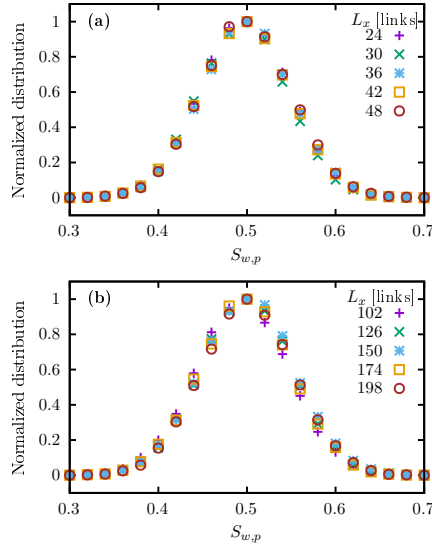 (a)
L_x [links]
24
30
36
42
48
Normalized distribution
1
0.8
0.6
0.4
0.2
0
0.3 0.4 0.5 0.6 0.7
S_{w,p}
(b)
L_x [links]
102
126
150
174
198
Normalized distribution
1
0.8
0.6
0.4
0.2
0
0.3 0.4 0.5 0.6 0.7
S_{w,p}